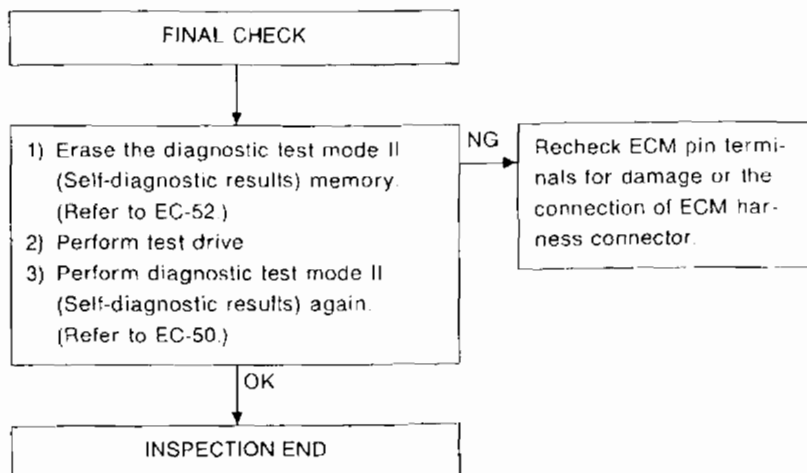 FINAL CHECK
1) Erase the diagnostic test mode II
(Self-diagnostic results) memory.
(Refer to EC-52.)
2) Perform test drive
3) Perform diagnostic test mode II
(Self-diagnostic results) again.
(Refer to EC-50.)
NG
Recheck ECM pin termi-
nals for damage or the
connection of ECM har-
ness connector.
OK
INSPECTION END